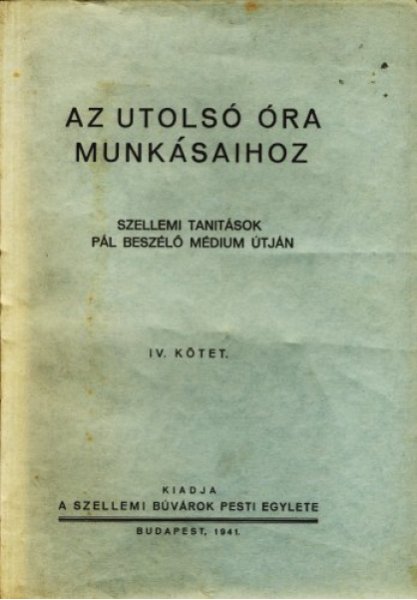 AZ UTOLSÓ ÓRA
MUNKÁSAIHOZ
SZELLEMI TANITÁSOK
PÁL BESZÉLŐ MÉDIUM ÚTJÁN
IV. KÖTET.
KIADJA
A SZELLEMI BÚVÁROK PESTI EGYLETE
BUDAPEST, 1941.